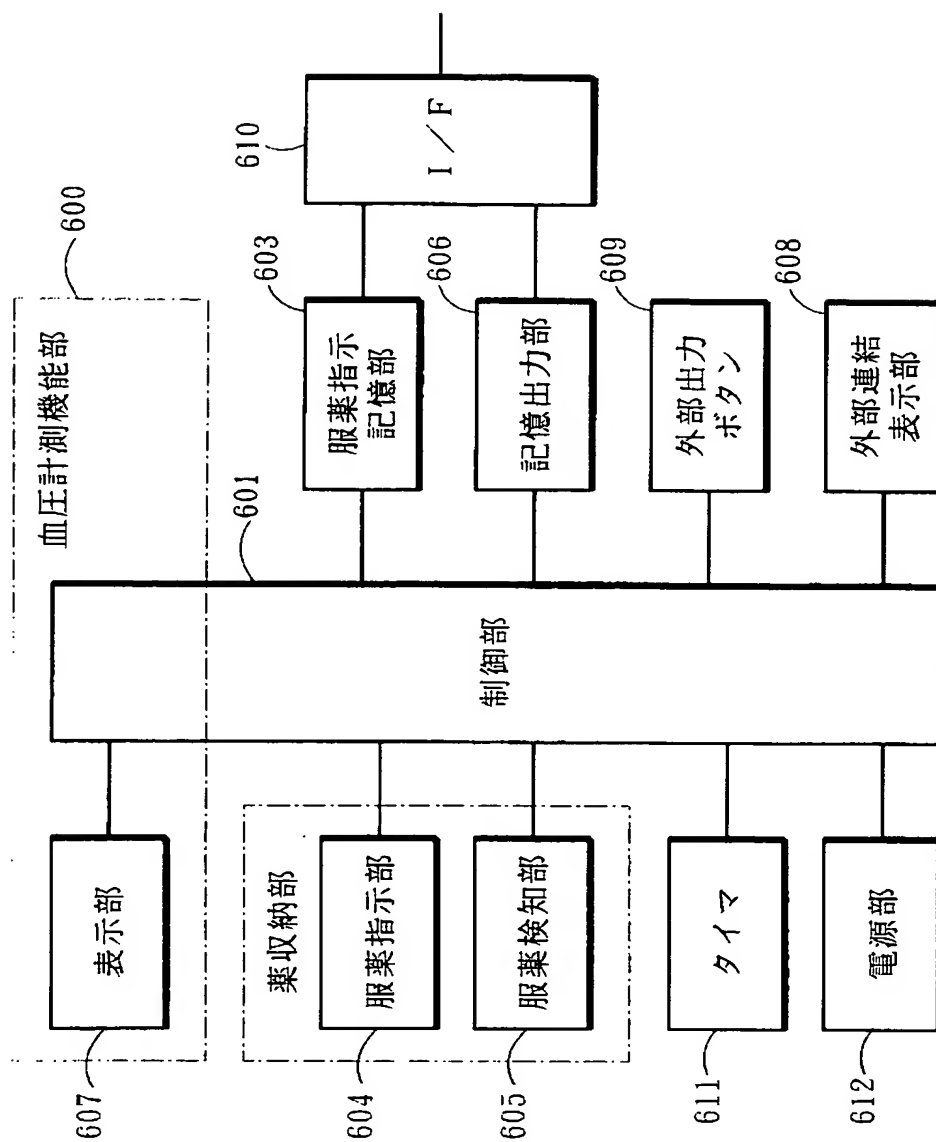 血圧計測機能部
600
601
表示部
607
制御部
薬収納部
服薬指示部
604
服薬検知部
605
タイマ
611
電源部
612
服薬指示
記憶部
603
記憶出力部
606
外部出力
ボタン
609
外部連結
表示部
608
I/F
610